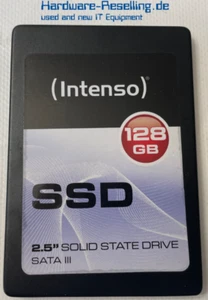 Hardware-Reselling.de
used and new IT Equipment
(Intenso)
128
GB
SSD
2.5" SOLID STATE DRIVE
SATA III